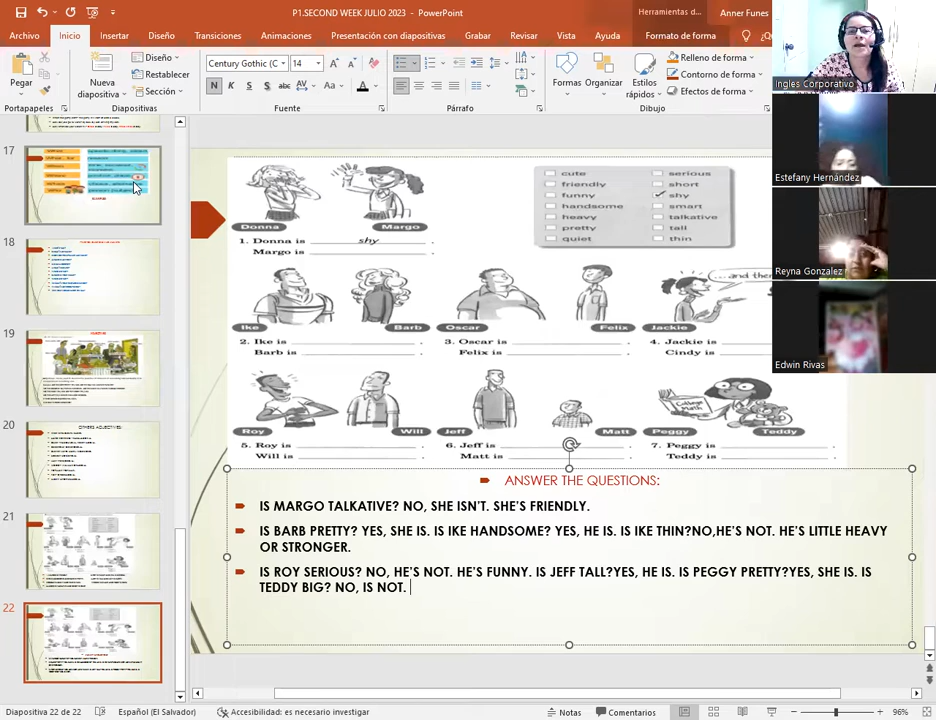 P1.SECOND WEEK JULIO 2023 - PowerPoint
Herramientas d...
Anner Funes
Archivo Inicio Insertar Diseño Transiciones Animaciones Presentación con diapositivas Grabar Revisar Vista Ayuda Formato de forma
Pegar
Nueva diapositiva
Diseño
Restablecer
Sección
Century Gothic (C
14
Formas
Organizar
Estilos rápidos
Relleno de forma
Contorno de forma
Efectos de forma
Portapapeles
Diapositivas
Fuente
Párrafo
Dibujo
Ingles Corporativo
Estefany Hernández
Reyna Gonzalez
Edwin Rivas
17
18
19
20
21
22
cute serious
friendly short
funny shy
handsome smart
heavy talkative
pretty tall
quiet thin
Donna Margo
1. Donna is shy .
Margo is .
...and then
Ike Barb Oscar Felix Jackie
2. Ike is .
Barb is .
3. Oscar is .
Felix is .
4. Jackie is
Cindy is
College Math
Roy Will Jeff Matt Peggy Teddy
5. Roy is .
Will is .
6. Jeff is .
Matt is .
7. Peggy is .
Teddy is .
ANSWER THE QUESTIONS:
IS MARGO TALKATIVE? NO, SHE ISN'T. SHE'S FRIENDLY.
IS BARB PRETTY? YES, SHE IS. IS IKE HANDSOME? YES, HE IS. IS IKE THIN?NO,HE'S NOT. HE'S LITTLE HEAVY
OR STRONGER.
IS ROY SERIOUS? NO, HE'S NOT. HE'S FUNNY. IS JEFF TALL?YES, HE IS. IS PEGGY PRETTY?YES, SHE IS. IS
TEDDY BIG? NO, IS NOT.
Diapositiva 22 de 22
Español (El Salvador)
Accesibilidad: es necesario investigar
Notas
Comentarios
96%